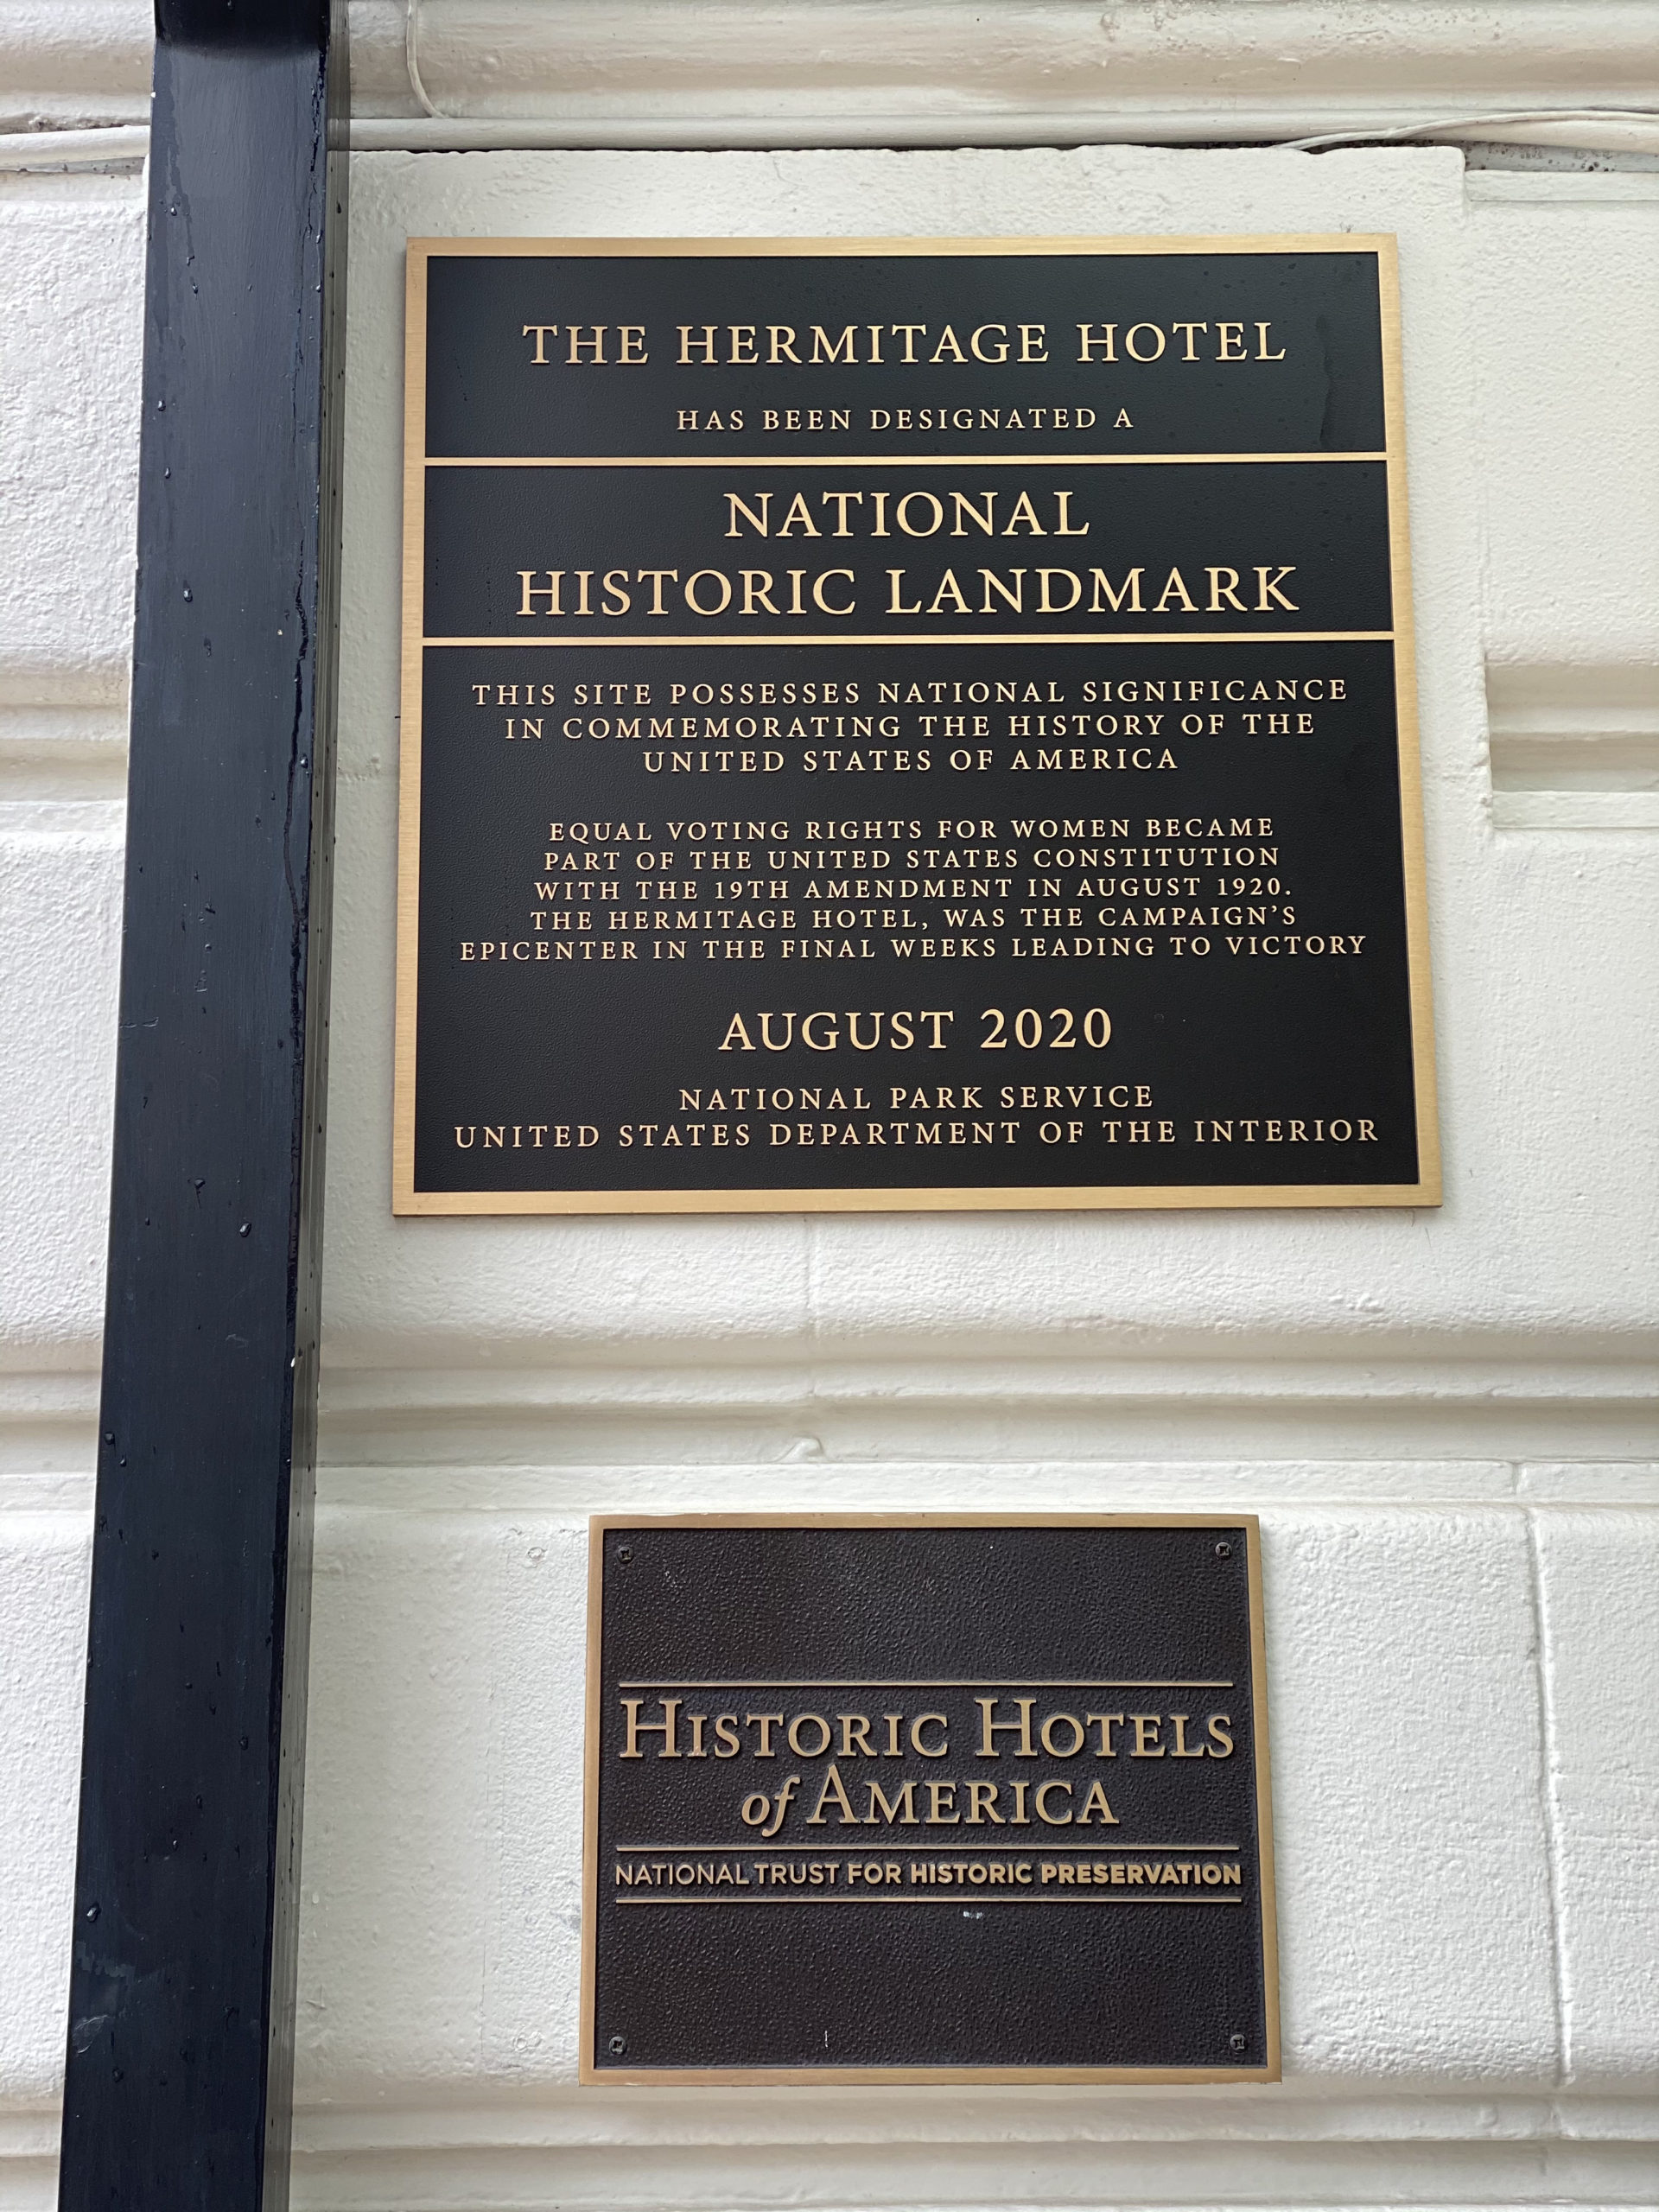 THE HERMITAGE HOTEL
HAS BEEN DESIGNATED A
NATIONAL
HISTORIC LANDMARK
THIS SITE POSSESSES NATIONAL SIGNIFICANCE
IN COMMEMORATING THE HISTORY OF THE
UNITED STATES OF AMERICA
EQUAL VOTING RIGHTS FOR WOMEN BECAME
PART OF THE UNITED STATES CONSTITUTION
WITH THE 19TH AMENDMENT IN AUGUST 1920.
THE HERMITAGE HOTEL, WAS THE CAMPAIGN'S
EPICENTER IN THE FINAL WEEKS LEADING TO VICTORY
AUGUST 2020
NATIONAL PARK SERVICE
UNITED STATES DEPARTMENT OF THE INTERIOR
HISTORIC HOTELS
of AMERICA
NATIONAL TRUST FOR HISTORIC PRESERVATION